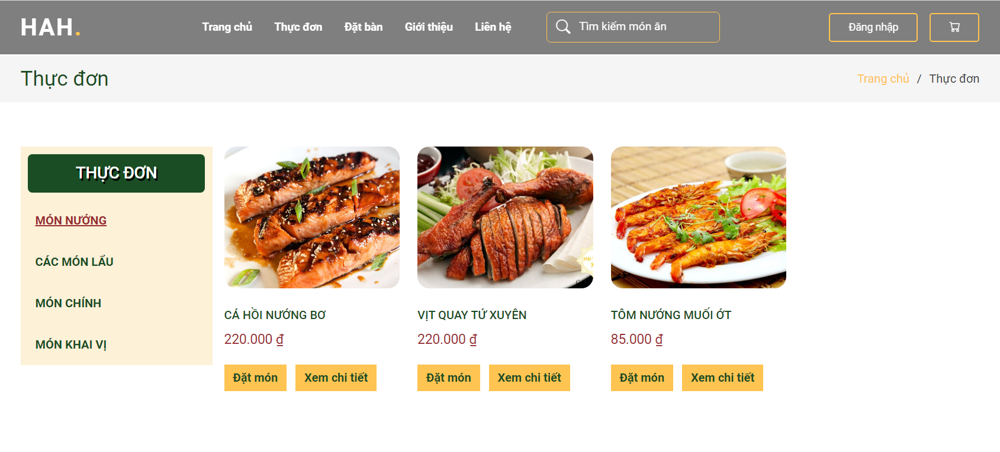 HAH.
Trang chủ Thực đơn Đặt bàn Giới thiệu Liên hệ Tìm kiếm món ăn Đăng nhập
Thực đơn
Trang chủ / Thực đơn
THỰC ĐƠN
MÓN NƯỚNG
CÁC MÓN LẨU
MÓN CHÍNH
MÓN KHAI VỊ
CÁ HỒI NƯỚNG BƠ
220.000 ₫
Đặt món Xem chi tiết
VỊT QUAY TỨ XUYÊN
220.000 ₫
Đặt món Xem chi tiết
TÔM NƯỚNG MUỐI ỚT
85.000 ₫
Đặt món Xem chi tiết